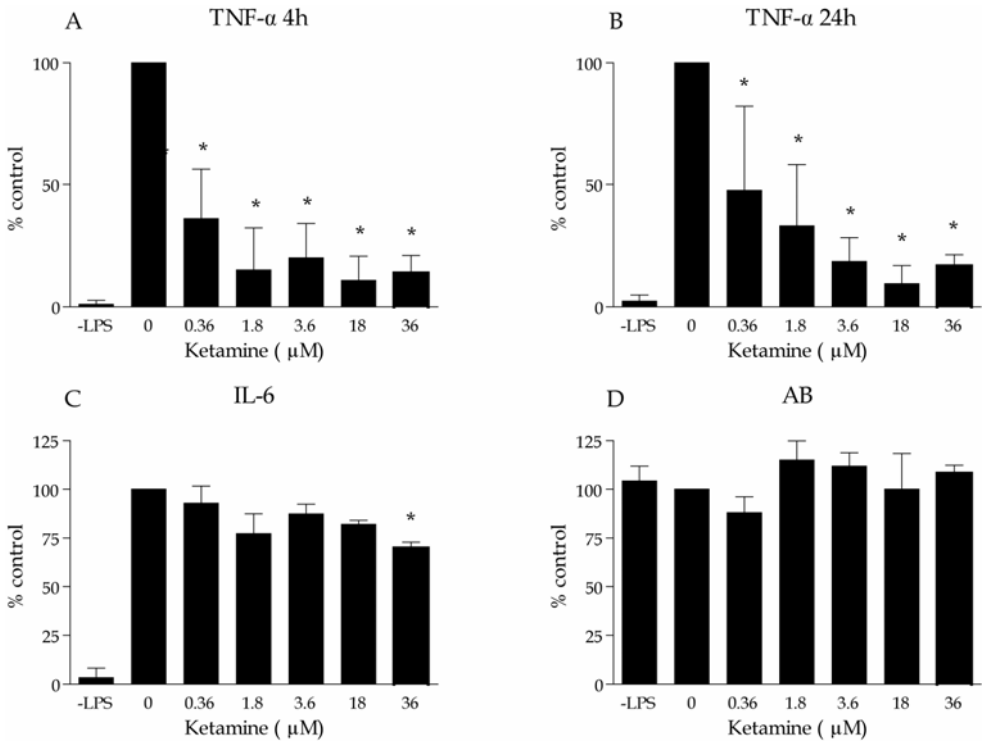 A
TNF-α 4h
100
50
0
% control
*
*
*
*
*
*
-LPS 0 0.36 1.8 3.6 18 36
Ketamine ( µM)
B
TNF-α 24h
100
50
0
% control
*
*
*
*
*
-LPS 0 0.36 1.8 3.6 18 36
Ketamine ( µM)
C
IL-6
125
100
75
50
25
0
% control
*
-LPS 0 0.36 1.8 3.6 18 36
Ketamine ( µM)
D
AB
125
100
75
50
25
0
% control
-LPS 0 0.36 1.8 3.6 18 36
Ketamine ( µM)